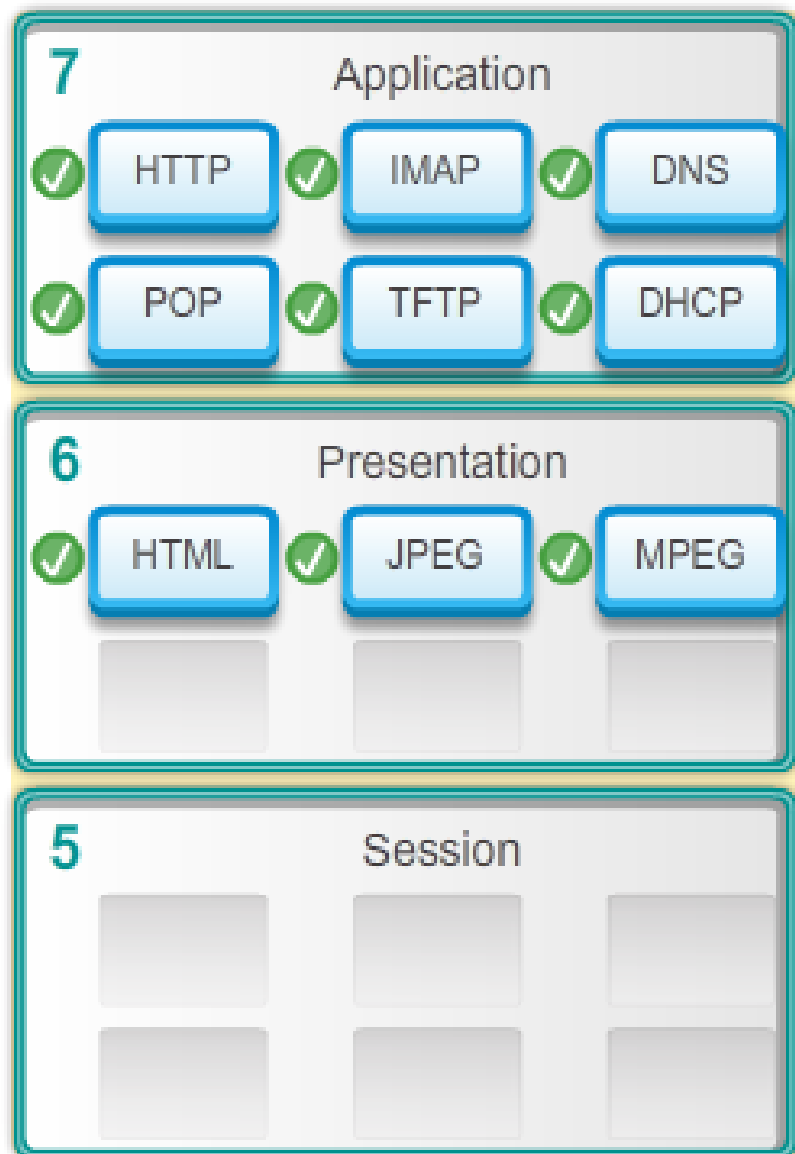 7 Application
HTTP IMAP DNS
POP TFTP DHCP
6 Presentation
HTML JPEG MPEG
5 Session